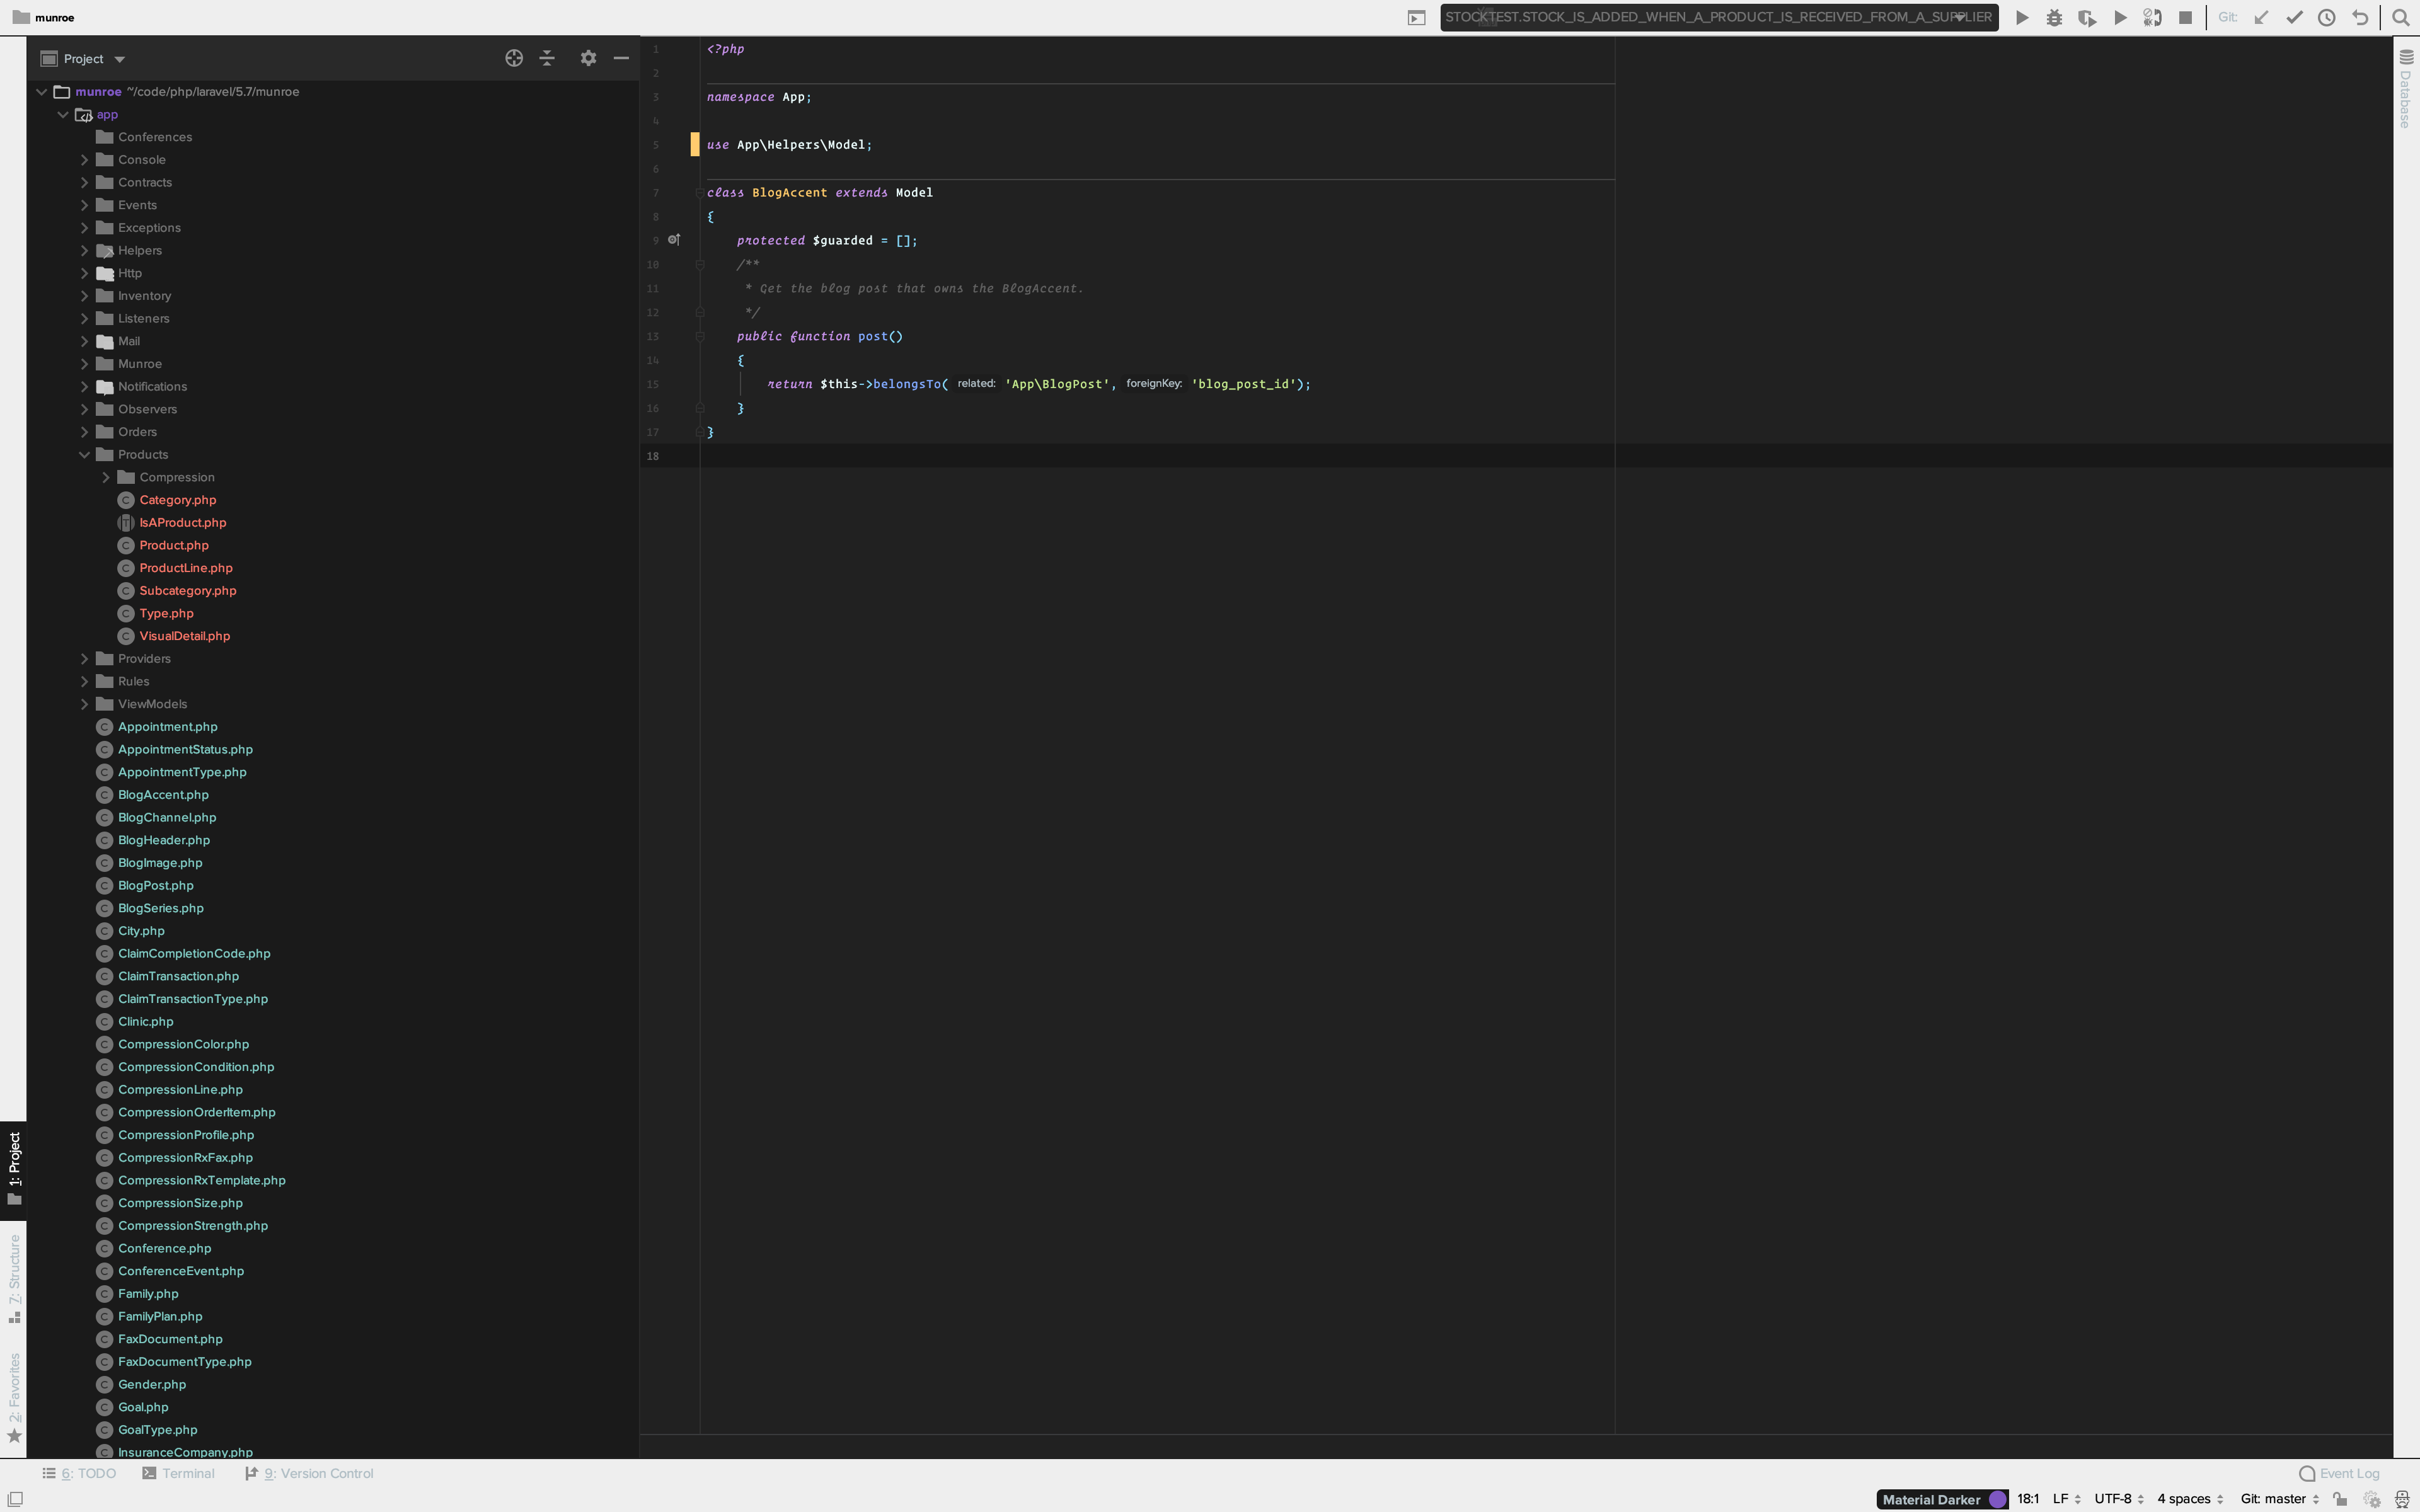 munroe
STOCKTEST.STOCK_IS_ADDED_WHEN_A_PRODUCT_IS_RECEIVED_FROM_A_SUPPLIER
Git:
Project
munroe ~/code/php/laravel/5.7/munroe
app
Conferences
Console
Contracts
Events
Exceptions
Helpers
Http
Inventory
Listeners
Mail
Munroe
Notifications
Observers
Orders
Products
Compression
Category.php
IsAProduct.php
Product.php
ProductLine.php
Subcategory.php
Type.php
VisualDetail.php
Providers
Rules
ViewModels
Appointment.php
AppointmentStatus.php
AppointmentType.php
BlogAccent.php
BlogChannel.php
BlogHeader.php
BlogImage.php
BlogPost.php
BlogSeries.php
City.php
ClaimCompletionCode.php
ClaimTransaction.php
ClaimTransactionType.php
Clinic.php
CompressionColor.php
CompressionCondition.php
CompressionLine.php
CompressionOrderItem.php
CompressionProfile.php
CompressionRxFax.php
CompressionRxTemplate.php
CompressionSize.php
CompressionStrength.php
Conference.php
ConferenceEvent.php
Family.php
FamilyPlan.php
FaxDocument.php
FaxDocumentType.php
Gender.php
Goal.php
GoalType.php
InsuranceCompany.php
1: Project
7: Structure
2: Favorites
1 <?php
2
3 namespace App;
4
5 use App\Helpers\Model;
6
7 class BlogAccent extends Model
8 {
9 protected $guarded = [];
10 /**
11 * Get the blog post that owns the BlogAccent.
12 */
13 public function post()
14 {
15 return $this->belongsTo( related: 'App\BlogPost', foreignKey: 'blog_post_id');
16 }
17 }
18
Database
6: TODO
Terminal
9: Version Control
Event Log
Material Darker
18:1
LF
UTF-8
4 spaces
Git: master